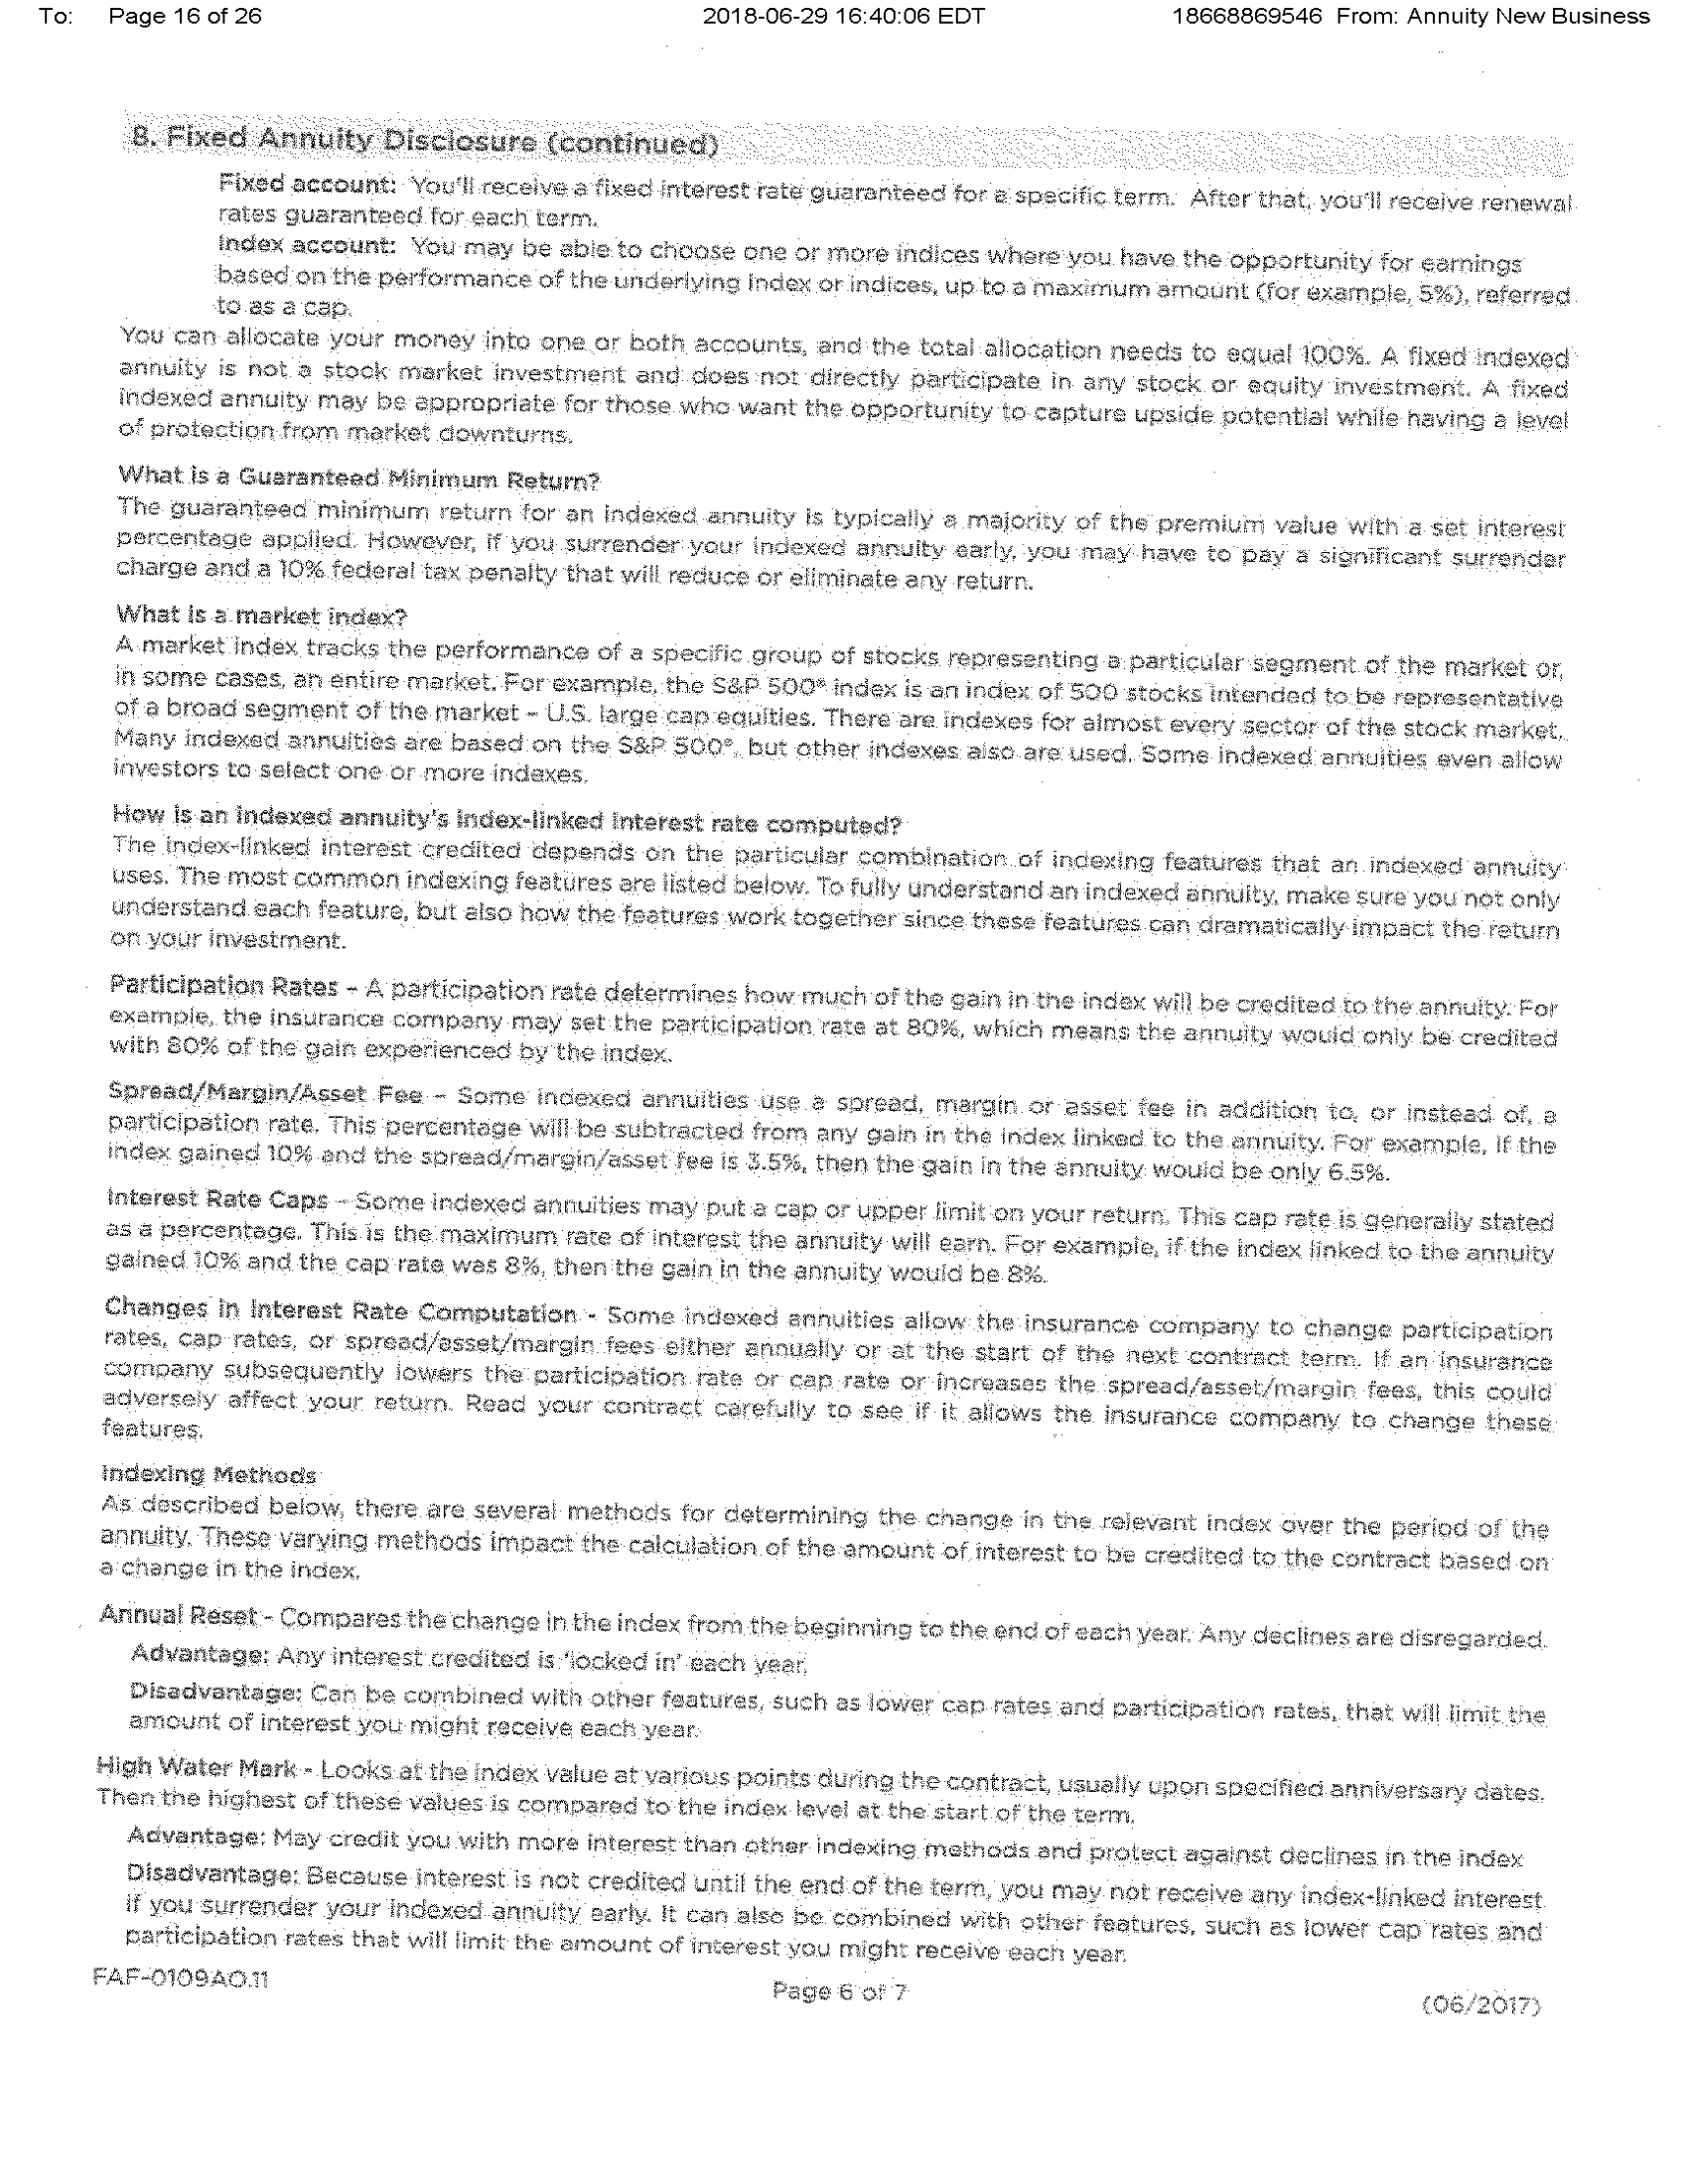 To: Page 16 of 26 2018-06-29 16:40:06 EDT 18668869546 From: Annuity New Business
8. Fixed Annuity Disclosure (continued)
Fixed account: You'll receive a fixed interest rate guaranteed for a specific term. After that, you'll receive renewal
rates guaranteed for each term.
Index account: You may be able to choose one or more indices where you have the opportunity for earnings
based on the performance of the underlying index or indices, up to a maximum amount (for example, 5%), referred
to as a cap.
You can allocate your money into one or both accounts, and the total allocation needs to equal 100%. A fixed indexed
annuity is not a stock market investment and does not directly participate in any stock or equity investment. A fixed
indexed annuity may be appropriate for those who want the opportunity to capture upside potential while having a level
of protection from market downturns.
What is a Guaranteed Minimum Return?
The guaranteed minimum return for an indexed annuity is typically a majority of the premium value with a set interest
percentage applied. However, if you surrender your indexed annuity early, you may have to pay a significant surrender
charge and a 10% federal tax penalty that will reduce or eliminate any return.
What is a market index?
A market index tracks the performance of a specific group of stocks representing a particular segment of the market or,
in some cases, an entire market. For example, the S&P 500® index is an index of 500 stocks intended to be representative
of a broad segment of the market – U.S. large cap equities. There are indexes for almost every sector of the stock market.
Many indexed annuities are based on the S&P 500®, but other indexes also are used. Some indexed annuities even allow
investors to select one or more indexes.
How is an indexed annuity's index-linked interest rate computed?
The index-linked interest credited depends on the particular combination of indexing features that an indexed annuity
uses. The most common indexing features are listed below. To fully understand an indexed annuity, make sure you not only
understand each feature, but also how the features work together since these features can dramatically impact the return
on your investment.
Participation Rates – A participation rate determines how much of the gain in the index will be credited to the annuity. For
example, the insurance company may set the participation rate at 80%, which means the annuity would only be credited
with 80% of the gain experienced by the index.
Spread/Margin/Asset Fee – Some indexed annuities use a spread, margin or asset fee in addition to, or instead of, a
participation rate. This percentage will be subtracted from any gain in the index linked to the annuity. For example, if the
index gained 10% and the spread/margin/asset fee is 3.5%, then the gain in the annuity would be only 6.5%.
Interest Rate Caps – Some indexed annuities may put a cap or upper limit on your return. This cap rate is generally stated
as a percentage. This is the maximum rate of interest the annuity will earn. For example, if the index linked to the annuity
gained 10% and the cap rate was 8%, then the gain in the annuity would be 8%.
Changes in Interest Rate Computation - Some indexed annuities allow the insurance company to change participation
rates, cap rates, or spread/asset/margin fees either annually or at the start of the next contract term. If an insurance
company subsequently lowers the participation rate or cap rate or increases the spread/asset/margin fees, this could
adversely affect your return. Read your contract carefully to see if it allows the insurance company to change these
features.
Indexing Methods
As described below, there are several methods for determining the change in the relevant index over the period of the
annuity. These varying methods impact the calculation of the amount of interest to be credited to the contract based on
a change in the index.
Annual Reset - Compares the change in the index from the beginning to the end of each year. Any declines are disregarded.
Advantage: Any interest credited is 'locked in' each year.
Disadvantage: Can be combined with other features, such as lower cap rates and participation rates, that will limit the
amount of interest you might receive each year.
High Water Mark - Looks at the index value at various points during the contract, usually upon specified anniversary dates.
Then the highest of these values is compared to the index level at the start of the term.
Advantage: May credit you with more interest than other indexing methods and protect against declines in the index
Disadvantage: Because interest is not credited until the end of the term, you may not receive any index-linked interest
if you surrender your indexed annuity early. It can also be combined with other features, such as lower cap rates and
participation rates that will limit the amount of interest you might receive each year.
FAF-0109AO.11
Page 6 of 7
(06/2017)